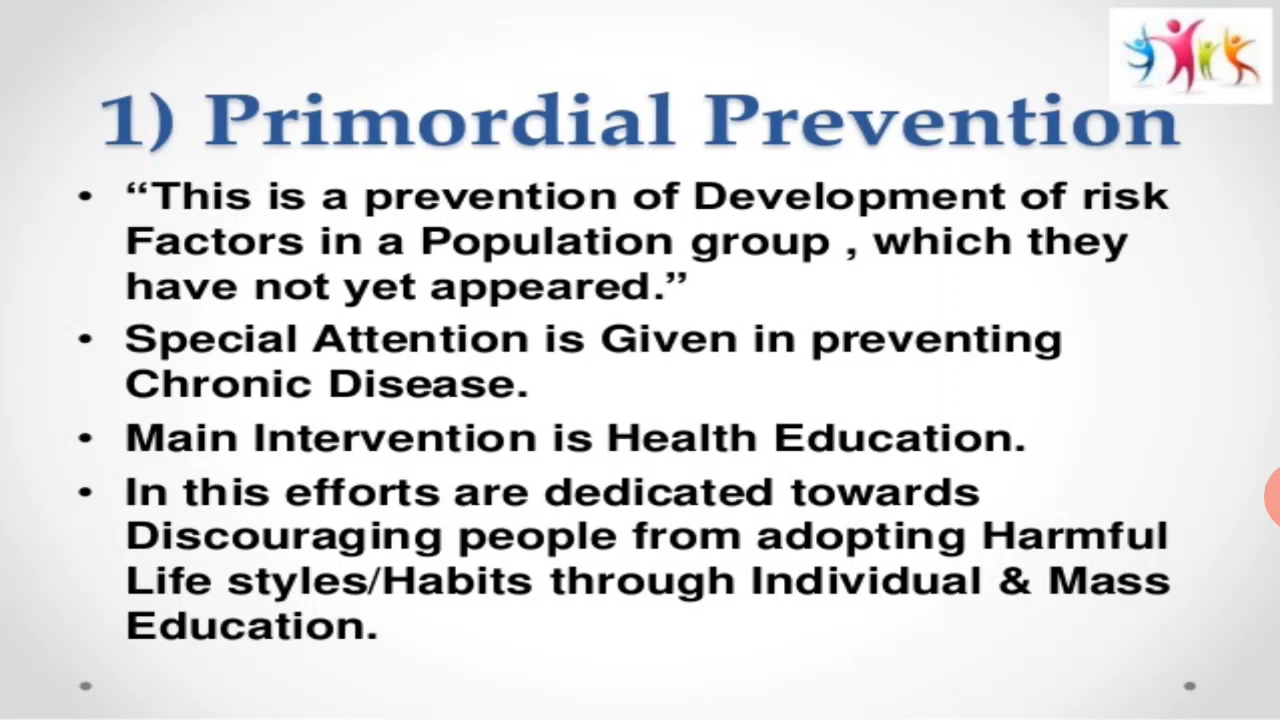 1) Primordial Prevention
• “This is a prevention of Development of risk
Factors in a Population group , which they
have not yet appeared.”
• Special Attention is Given in preventing
Chronic Disease.
• Main Intervention is Health Education.
• In this efforts are dedicated towards
Discouraging people from adopting Harmful
Life styles/Habits through Individual & Mass
Education.